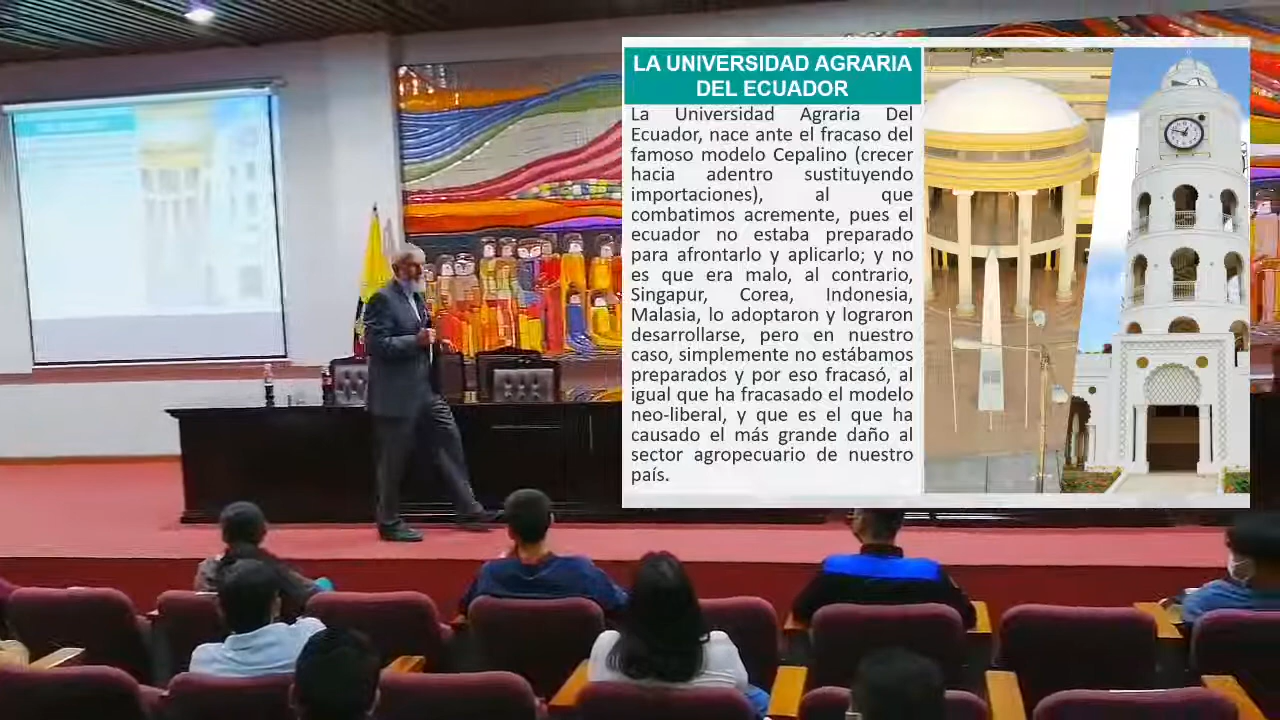 LA UNIVERSIDAD AGRARIA
DEL ECUADOR
La Universidad Agraria Del
Ecuador, nace ante el fracaso del
famoso modelo Cepalino (crecer
hacia adentro sustituyendo
importaciones), al que
combatimos acremente, pues el
ecuador no estaba preparado
para afrontarlo y aplicarlo; y no
es que era malo, al contrario,
Singapur, Corea, Indonesia,
Malasia, lo adoptaron y lograron
desarrollarse, pero en nuestro
caso, simplemente no estábamos
preparados y por eso fracasó, al
igual que ha fracasado el modelo
neo-liberal, y que es el que ha
causado el más grande daño al
sector agropecuario de nuestro
país.